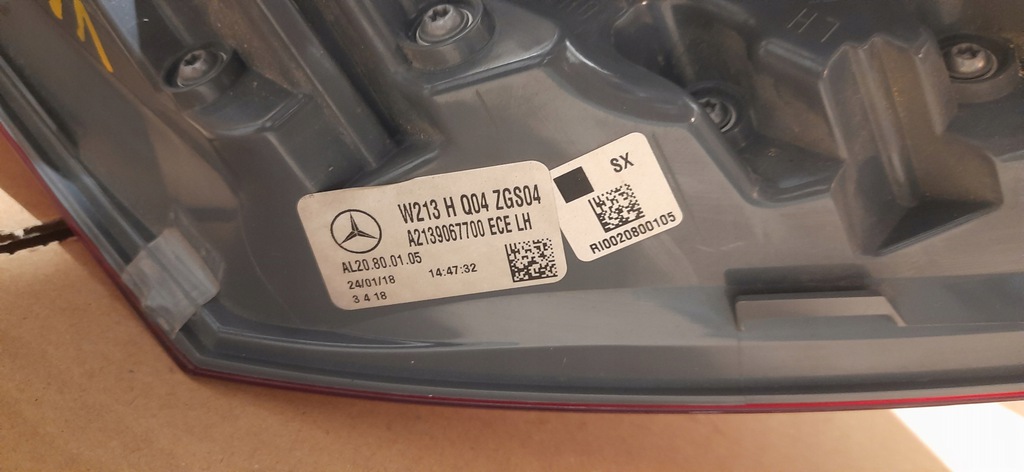 LH
W213 H Q04 ZGS04
A2139067700 ECE LH
AL20.80.01.05
24/01/18 14:47:32
3 4 18
SX
RI0020800105